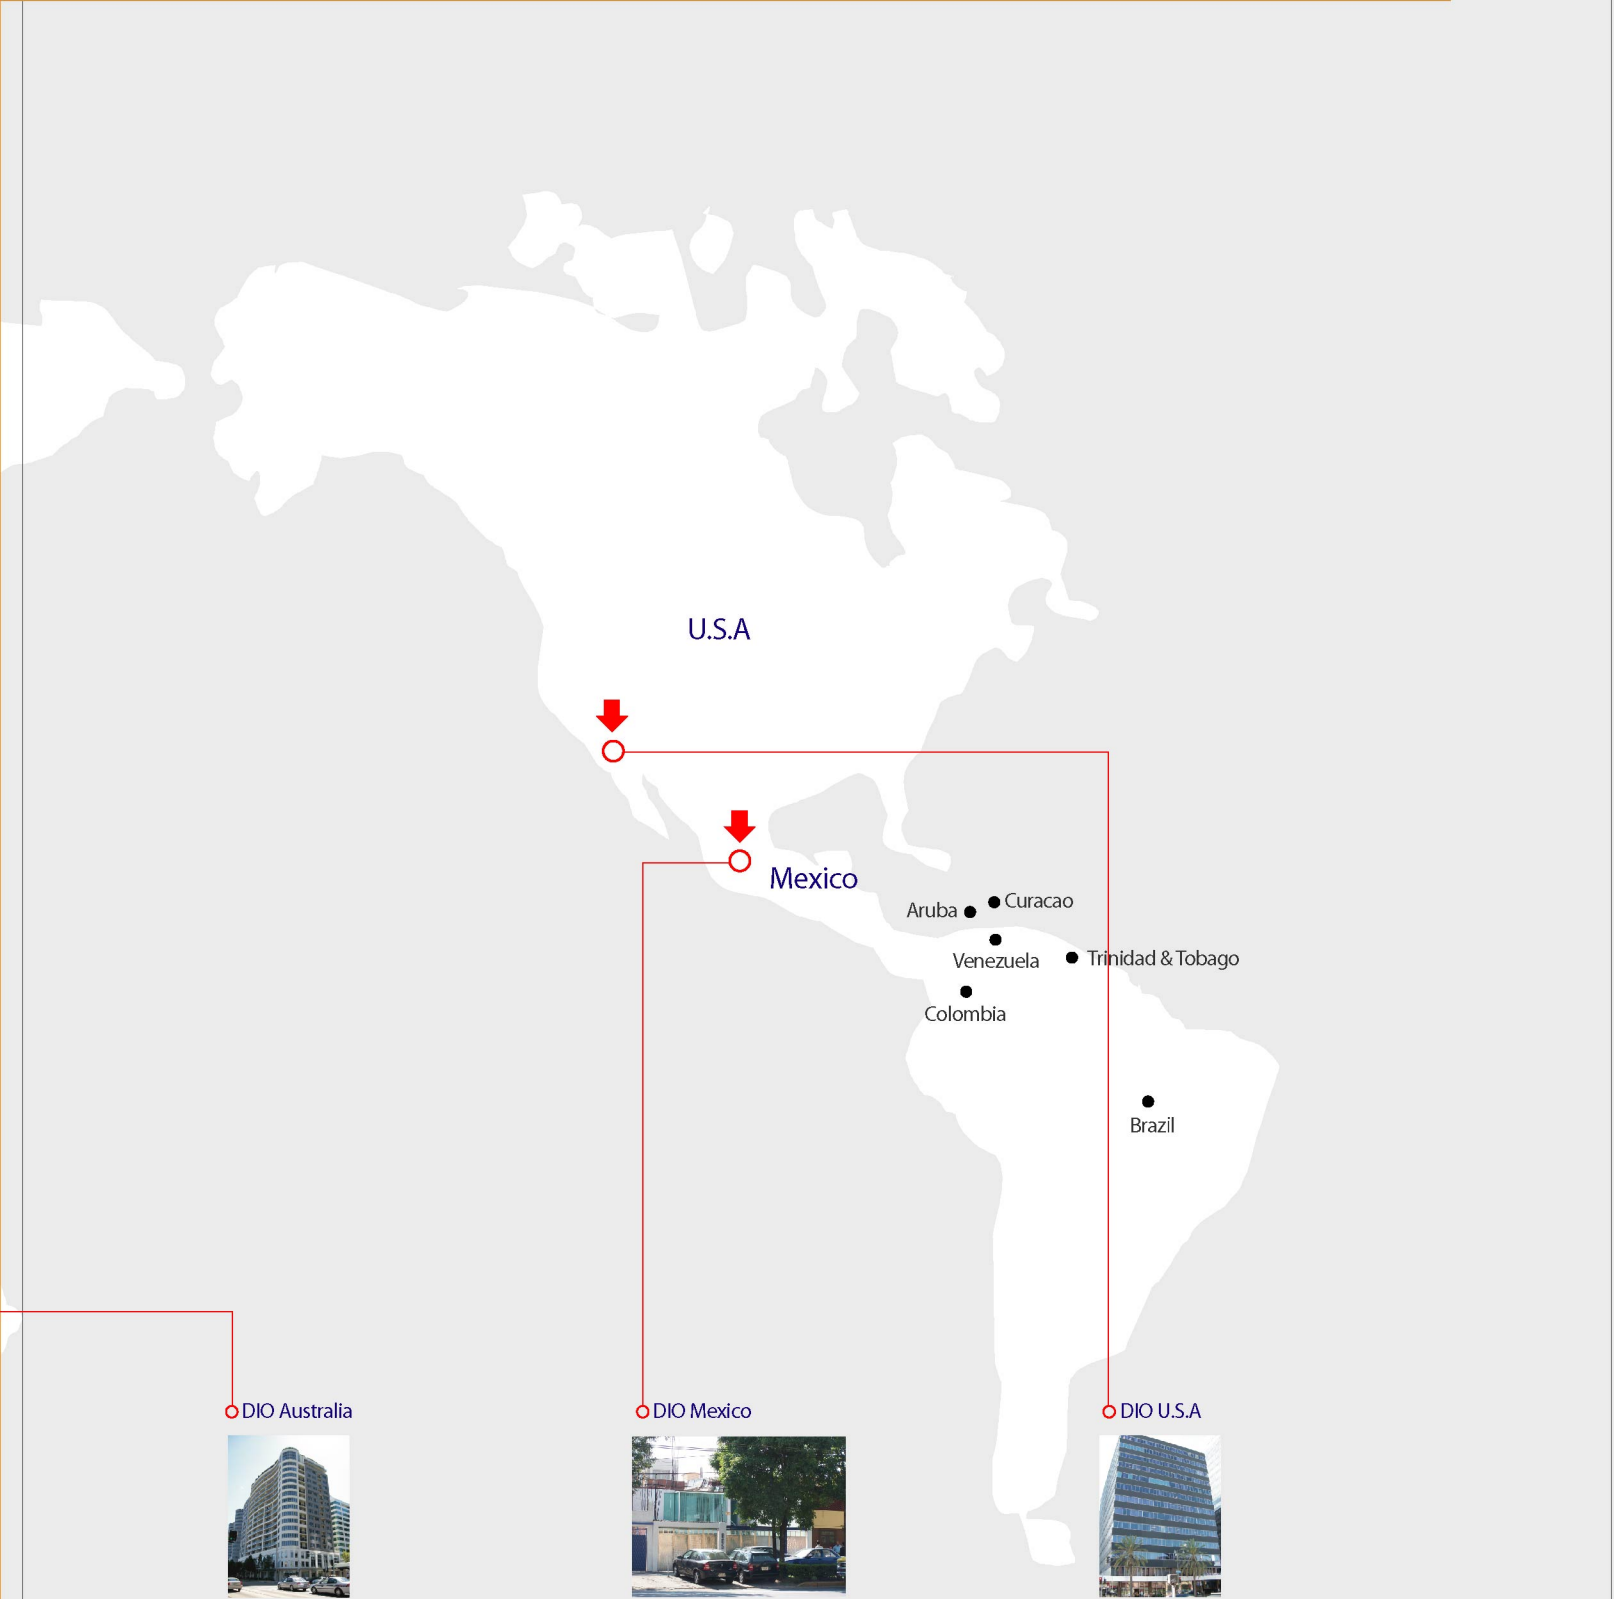 U.S.A
Mexico
Curacao
Aruba
Venezuela
Trinidad & Tobago
Colombia
Brazil
DIO Australia
DIO Mexico
DIO U.S.A